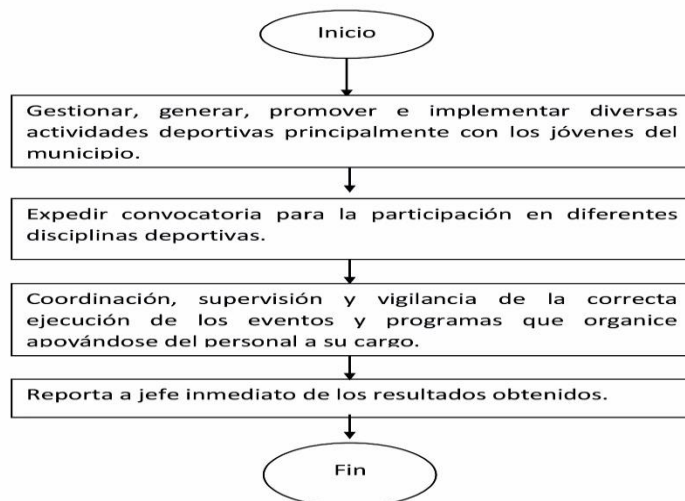 Inicio
Gestionar, generar, promover e implementar diversas
actividades deportivas principalmente con los jóvenes del
municipio.
Expedir convocatoria para la participación en diferentes
disciplinas deportivas.
Coordinación, supervisión y vigilancia de la correcta
ejecución de los eventos y programas que organice
apoyándose del personal a su cargo.
Reporta a jefe inmediato de los resultados obtenidos.
Fin